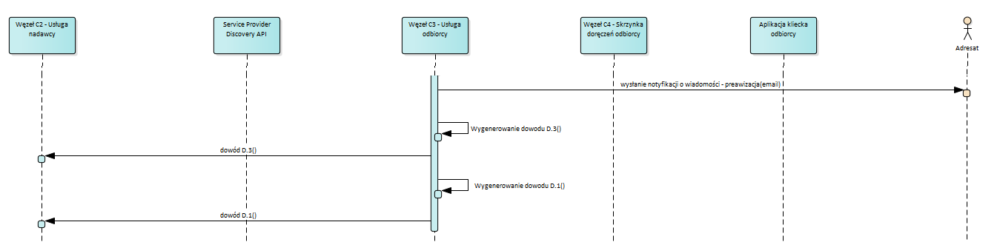 Węzeł C2 - Usługa
nadawcy
Service Provider
Discovery API
Węzeł C3 - Usługa
odbiorcy
Węzeł C4 - Skrzynka
doręczeń odbiorcy
Aplikacja kliecka
odbiorcy
Adresat
wysłanie notyfikacji o wiadomości - preawizacja(email)
Wygenerowanie dowodu D.3()
dowód D.3()
Wygenerowanie dowodu D.1()
dowód D.1()